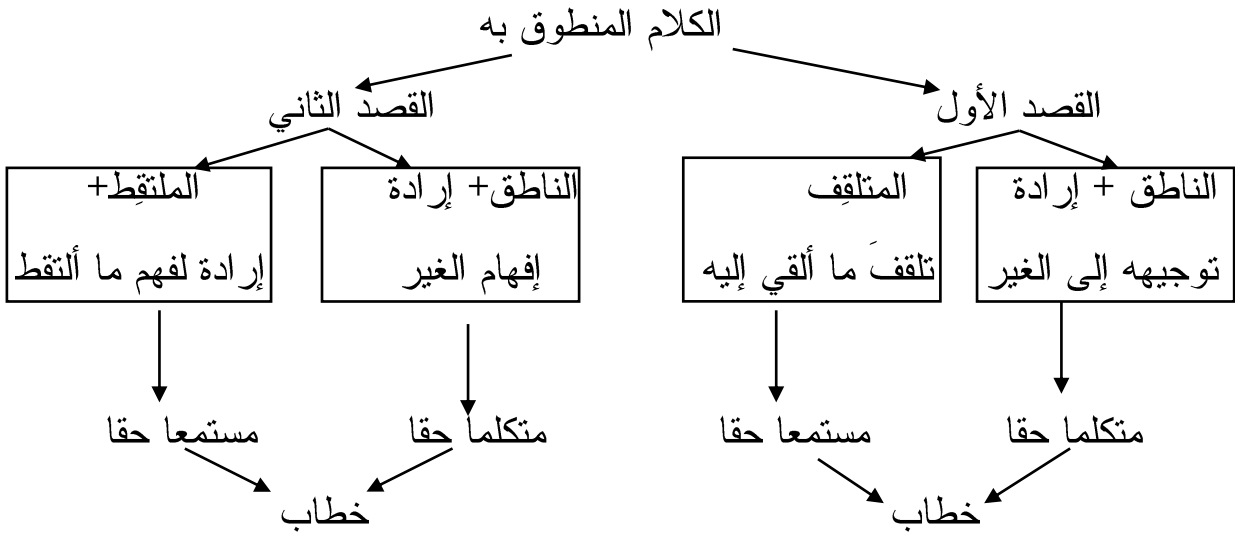 الكلام المنطوق به
القصد الأول
القصد الثاني
الناطق + إرادة
توجيهه إلى الغير
المتلقِف
تلقفَ ما ألقي إليه
الناطق+ إرادة
إفهام الغير
الملتقِط+
إرادة لفهم ما ألتقط
متكلما حقا
مستمعا حقا
متكلما حقا
مستمعا حقا
خطاب
خطاب